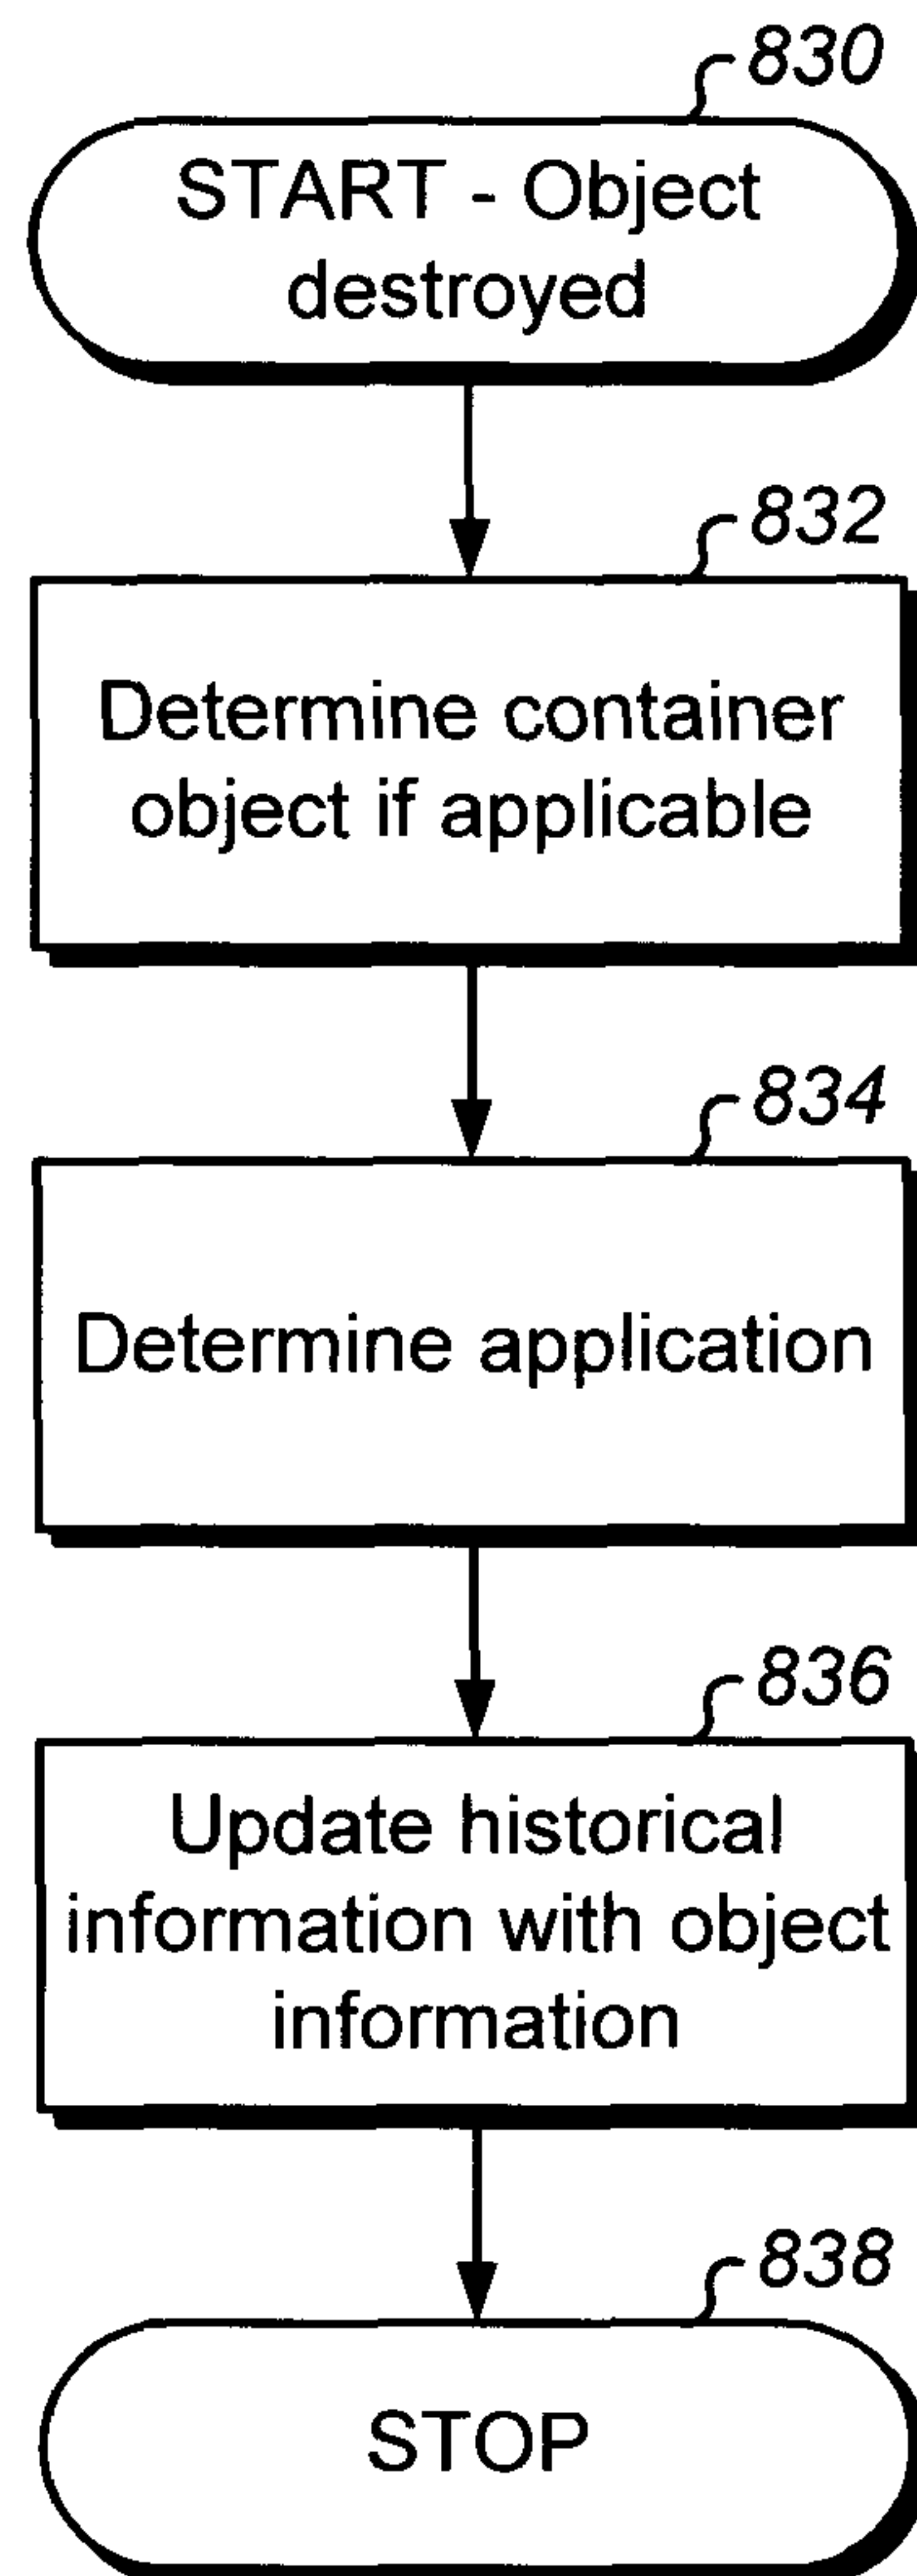 830
START - Object
destroyed
832
Determine container
object if applicable
834
Determine application
836
Update historical
information with object
information
838
STOP